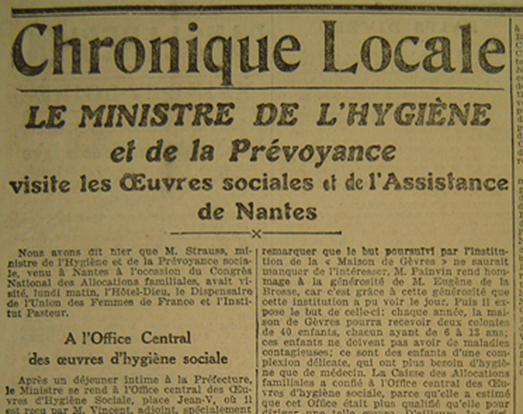 Chronique Locale
LE MINISTRE DE L'HYGIÈNE
et de la Prévoyance
visite les Œuvres sociales et de l'Assistance
de Nantes
Nous avons dit hier que M. Strauss, mi-
nistre de l'Hygiène et de la Prévoyance socia-
le, venu à Nantes à l'occasion du Congrès
National des Allocations familiales, avait vi-
sité, lundi matin, l'Hôtel-Dieu, le Dispensaire
de l'Union des Femmes de France et l'Insti-
tut Pasteur.
A l'Office Central
des œuvres d'hygiène sociale
Après un déjeuner intime à la Préfecture,
le Ministre se rend à l'Office central des Œu-
vres d'Hygiène Sociale, place Jean-V, où il
est reçu par M. Vincent, adjoint, spécialement
remarquer que le but poursuivi par l'institu-
tion de la « Maison de Gèvres » ne saurait
manquer de l'intéresser, M. Painvin rend hom-
mage à la générosité de M. Eugène de la
Brosse, car c'est grâce à cette générosité que
cette institution a pu voir le jour. Puis il ex-
pose le but de celle-ci: chaque année, la mai-
son de Gèvres pourra recevoir deux colonies
de 40 enfants, chacun ayant de 6 à 13 ans;
ces enfants ne doivent pas avoir de maladies
contagieuses; ce sont des enfants d'une com-
plexion délicate, qui ont plus besoin d'hygiè-
ne que de médecin. La Caisse des Allocations
familiales a confié à l'Office central des Œu-
vres d'hygiène sociale, parce qu'elle a estimé
que cet Office était plus qualifié qu'elle pour